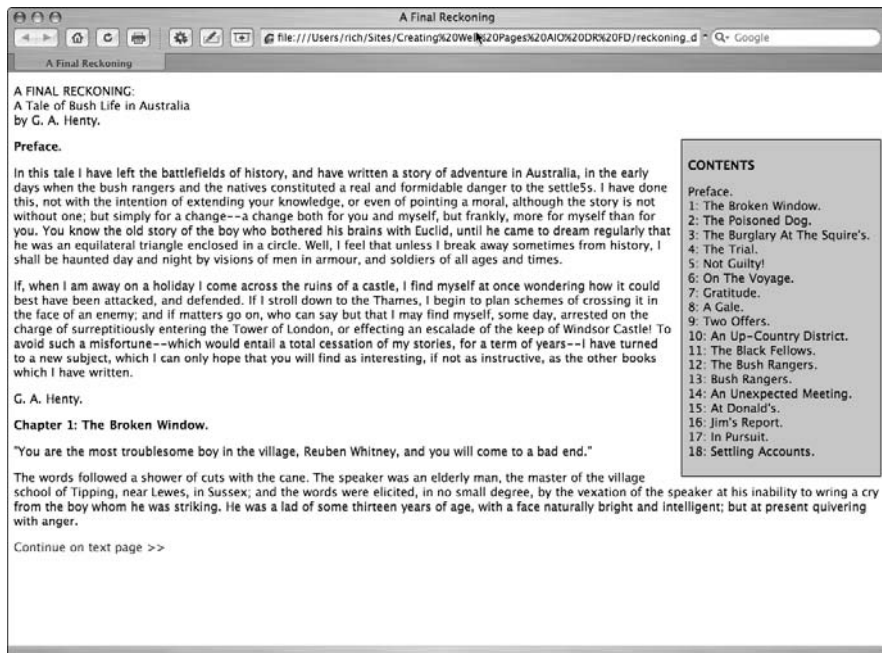 A Final Reckoning
file:///Users/rich/Sites/Creating%20Web%20Pages%20AIO%20DR%20FD/reckoning_d
Google
A Final Reckoning
A FINAL RECKONING:
A Tale of Bush Life in Australia
by G. A. Henty.
Preface.
In this tale I have left the battlefields of history, and have written a story of adventure in Australia, in the early
days when the bush rangers and the natives constituted a real and formidable danger to the settle5s. I have done
this, not with the intention of extending your knowledge, or even of pointing a moral, although the story is not
without one; but simply for a change--a change both for you and myself, but frankly, more for myself than for
you. You know the old story of the boy who bothered his brains with Euclid, until he came to dream regularly that
he was an equilateral triangle enclosed in a circle. Well, I feel that unless I break away sometimes from history, I
shall be haunted day and night by visions of men in armour, and soldiers of all ages and times.
If, when I am away on a holiday I come across the ruins of a castle, I find myself at once wondering how it could
best have been attacked, and defended. If I stroll down to the Thames, I begin to plan schemes of crossing it in
the face of an enemy; and if matters go on, who can say but that I may find myself, some day, arrested on the
charge of surreptitiously entering the Tower of London, or effecting an escalade of the keep of Windsor Castle! To
avoid such a misfortune--which would entail a total cessation of my stories, for a term of years--I have turned
to a new subject, which I can only hope that you will find as interesting, if not as instructive, as the other books
which I have written.
G. A. Henty.
Chapter 1: The Broken Window.
"You are the most troublesome boy in the village, Reuben Whitney, and you will come to a bad end."
The words followed a shower of cuts with the cane. The speaker was an elderly man, the master of the village
school of Tipping, near Lewes, in Sussex; and the words were elicited, in no small degree, by the vexation of the speaker at his inability to wring a cry
from the boy whom he was striking. He was a lad of some thirteen years of age, with a face naturally bright and intelligent; but at present quivering
with anger.
Continue on text page >>
CONTENTS
Preface.
1: The Broken Window.
2: The Poisoned Dog.
3: The Burglary At The Squire's.
4: The Trial.
5: Not Guilty!
6: On The Voyage.
7: Gratitude.
8: A Gale.
9: Two Offers.
10: An Up-Country District.
11: The Black Fellows.
12: The Bush Rangers.
13: Bush Rangers.
14: An Unexpected Meeting.
15: At Donald's.
16: Jim's Report.
17: In Pursuit.
18: Settling Accounts.